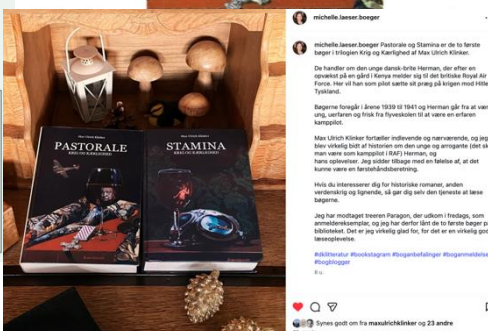 Max Ulrich Klinker
PASTORALE
KRIG OG KÆRLIGHED
Max Ulrich Klinker
STAMINA
KRIG OG KÆRLIGHED
michelle.laeser.boeger
michelle.laeser.boeger Pastorale og Stamina er de to første
bøger i trilogien Krig og Kærlighed af Max Ulrich Klinker.
De handler om den unge dansk-brite Herman, der efter en
opvækst på en gård i Kenya melder sig til det britiske Royal Air
Force. Her vil han som pilot sætte sit præg på krigen mod Hitle
Tyskland.
Bøgerne foregår i årene 1939 til 1941 og Herman går fra at vær
ung, uerfaren og frisk fra flyveskolen til at være en erfaren
kamppilot.
Max Ulrich Klinker fortæller indlevende og nærværende, og jeg
blev virkelig bidt af historien om den unge og arrogante (det sk
man være som kamppilot i RAF) Herman, og
hans oplevelser. Jeg sidder tilbage med en følelse af, at det
kunne være en førstehåndsberetning.
Hvis du interesserer dig for historiske romaner, anden
verdenskrig og lignende, så gør dig selv den tjeneste at læse
bøgerne.
Jeg har modtaget treeren Paragon, der udkom i fredags, som
anmeldereksemplar, og jeg har derfor lånt de to første bøger på
biblioteket. Det er jeg virkelig glad for, for det er en virkelig god
læseoplevelse.
#dklitteratur #bookstagram #boganbefalinger #boganmeldelse
#bogblogger
Synes godt om fra maxulrichklinker og 23 andre